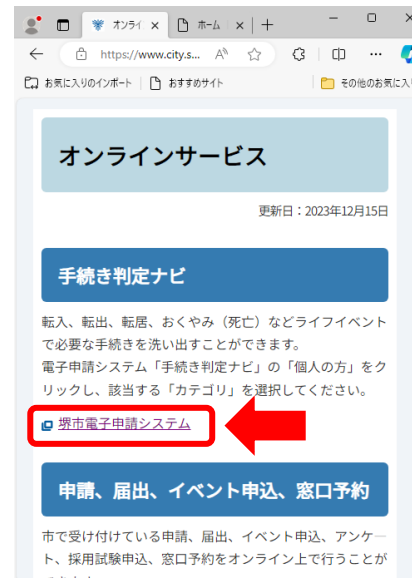 オンライ
ホーム
https://www.city.s...
お気に入りのインポート
おすすめサイト
その他のお気に入
オンラインサービス
更新日：2023年12月15日
手続き判定ナビ
転入、転出、転居、おくやみ（死亡）などライフイベント
で必要な手続きを洗い出すことができます。
電子申請システム「手続き判定ナビ」の「個人の方」をク
リックし、該当する「カテゴリ」を選択してください。
堺市電子申請システム
申請、届出、イベント申込、窓口予約
市で受け付けている申請、届出、イベント申込、アンケー
ト、採用試験申込、窓口予約をオンライン上で行うことが